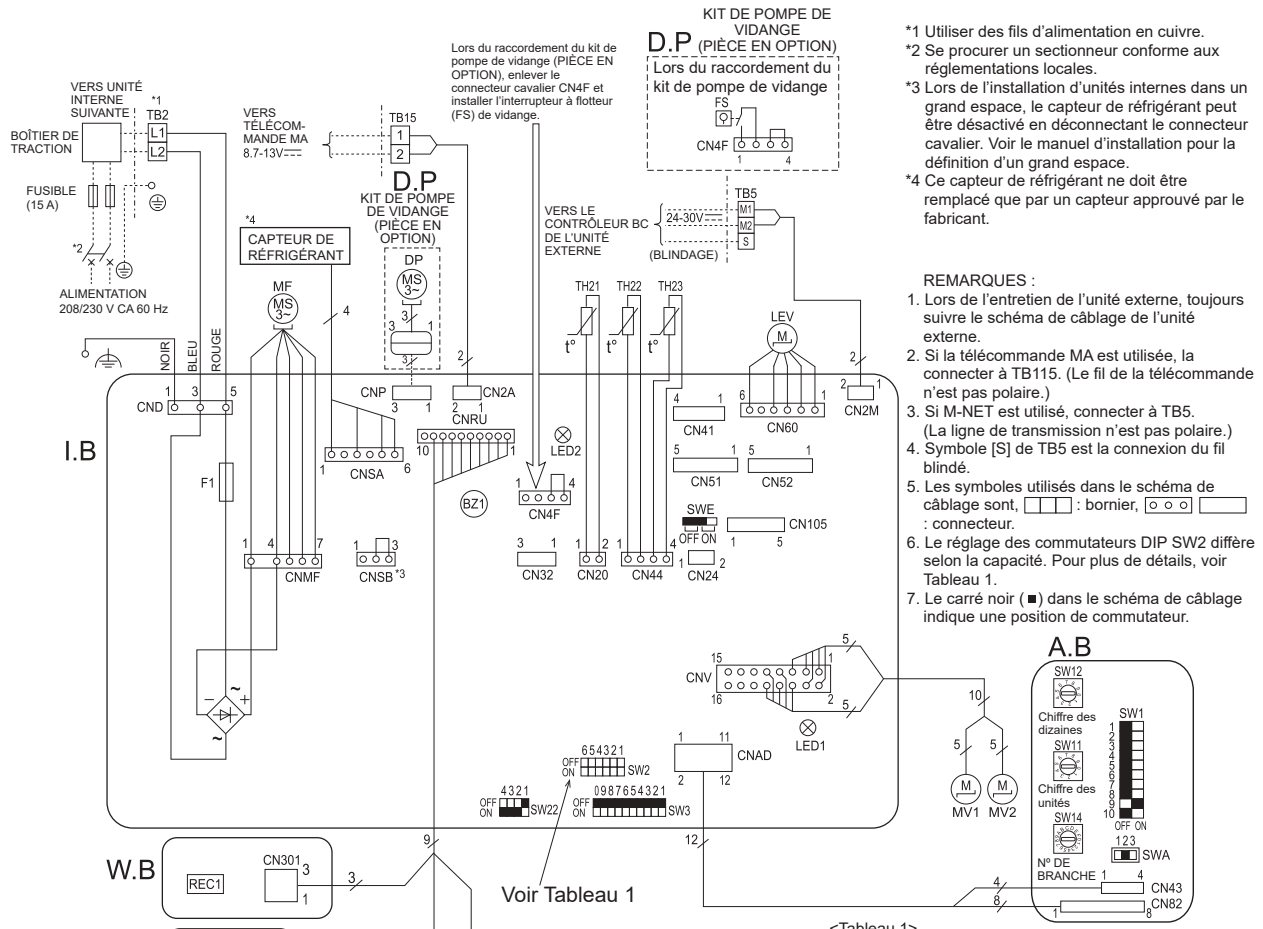 KIT DE POMPE DE
VIDANGE
D.P (PIÈCE EN OPTION)
Lors du raccordement du
kit de pompe de vidange
FS
CN4F
1 4
Lors du raccordement du kit de
pompe de vidange (PIÈCE EN
OPTION), enlever le
connecteur cavalier CN4F et
installer l'interrupteur à flotteur
(FS) de vidange.
VERS UNITÉ
INTERNE
SUIVANTE
*1
TB2
L1
L2
BOÎTIER DE
TRACTION
FUSIBLE
(15 A)
*2
ALIMENTATION
208/230 V CA 60 Hz
VERS
TÉLÉCOM-
MANDE MA
8.7-13V
TB15
1
2
D.P
KIT DE POMPE
DE VIDANGE
(PIÈCE EN
OPTION)
DP
MS
3~
3
3 1
3
*4
CAPTEUR DE
RÉFRIGÉRANT
4
MF
MS
3~
VERS LE
CONTRÔLEUR BC
DE L'UNITÉ
EXTERNE
24-30V
(BLINDAGE)
TB5
M1
M2
S
TH21 TH22 TH23
t° t° t°
LEV
M
2
2
NOIR
BLEU
ROUGE
I.B
1 3 5
CND
F1
CNP
3 1
CN2A
2 1
CNRU
10 1
CNSA
1 6
BZ1
LED2
1 4
CN4F
4 1
CN41
6 1
CN60
2 1
CN2M
5 1
CN51
5 1
CN52
SWE
OFF ON
CN105
1 5
1 4 7
CNMF
1 3
CNSB *3
3 1
CN32
1 2
CN20
1 4
CN44
1 2
CN24
~
− +
~
15 1
CNV
16 2
5
5
LED1
10
5 5
M M
MV1 MV2
1 11
CNAD
2 12
12
654321
OFF
ON
SW2
4321
OFF
ON
SW22
0987654321
OFF
ON
SW3
Voir Tableau 1
9
W.B
REC1
CN301
3
1
3
A.B
SW12
Chiffre des
dizaines
SW11
Chiffre des
unités
SW14
Nº DE
BRANCHE
SW1
1
2
3
4
5
6
7
8
9
10
OFF ON
123
SWA
4
1 4
CN43
8
1 8
CN82
<Tableau 1>
*1 Utiliser des fils d'alimentation en cuivre.
*2 Se procurer un sectionneur conforme aux
réglementations locales.
*3 Lors de l'installation d'unités internes dans un
grand espace, le capteur de réfrigérant peut
être désactivé en déconnectant le connecteur
cavalier. Voir le manuel d'installation pour la
définition d'un grand espace.
*4 Ce capteur de réfrigérant ne doit être
remplacé que par un capteur approuvé par le
fabricant.
REMARQUES :
1. Lors de l'entretien de l'unité externe, toujours
suivre le schéma de câblage de l'unité
externe.
2. Si la télécommande MA est utilisée, la
connecter à TB115. (Le fil de la télécommande
n'est pas polaire.)
3. Si M-NET est utilisé, connecter à TB5.
(La ligne de transmission n'est pas polaire.)
4. Symbole [S] de TB5 est la connexion du fil
blindé.
5. Les symboles utilisés dans le schéma de
câblage sont, : bornier,
: connecteur.
6. Le réglage des commutateurs DIP SW2 diffère
selon la capacité. Pour plus de détails, voir
Tableau 1.
7. Le carré noir (■) dans le schéma de câblage
indique une position de commutateur.